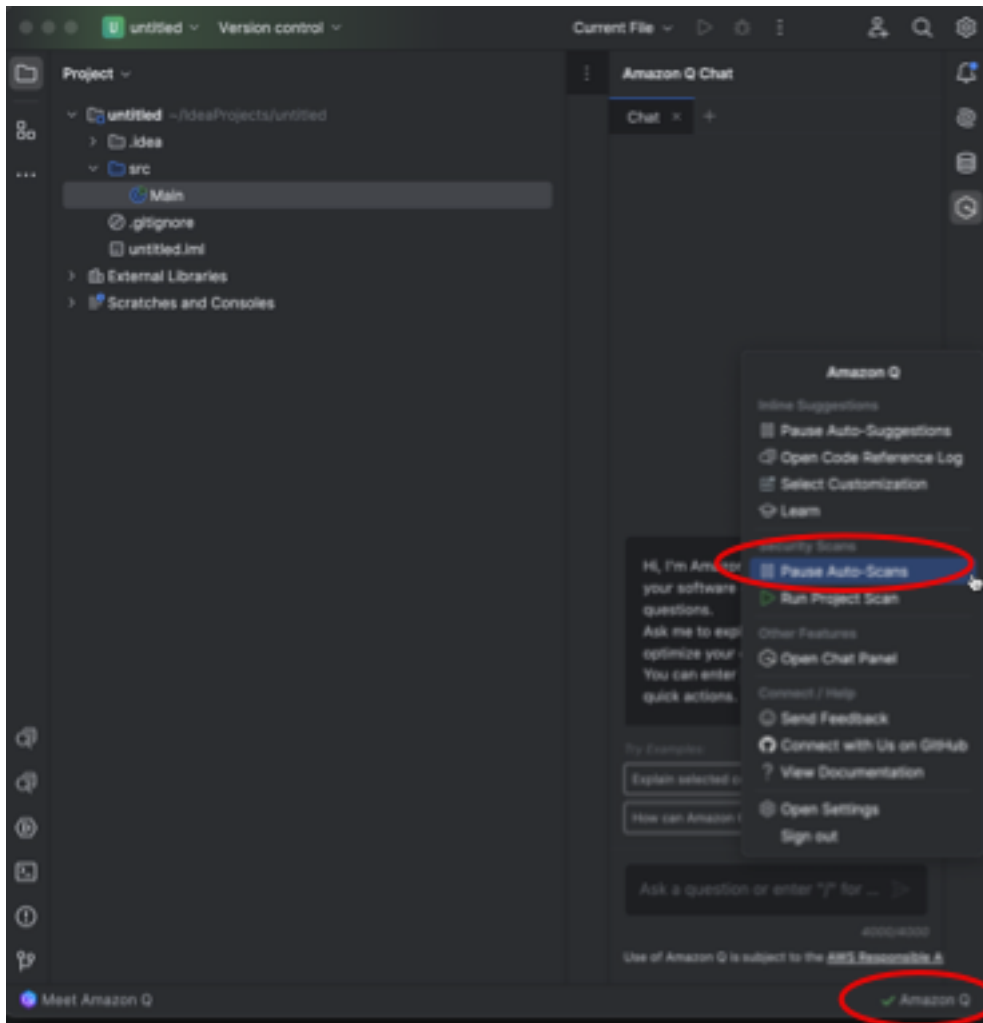 U untitled Version control Current File
Project
Amazon Q Chat
untitled ~/IdeaProjects/untitled
Chat × +
.idea
src
Main
.gitignore
untitled.iml
External Libraries
Scratches and Consoles
Amazon Q
Inline Suggestions
Pause Auto-Suggestions
Open Code Reference Log
Select Customization
Learn
Security Scans
Pause Auto-Scans
Run Project Scan
Other Features
Open Chat Panel
Connect / Help
Send Feedback
Connect with Us on GitHub
? View Documentation
Open Settings
Sign out
Hi, I'm Amazon
your software
questions.
Ask me to expl
optimize your
You can enter
quick actions.
Try Examples
Explain selected
How can Amazon
Ask a question or enter "/" for ...
4000/4000
Use of Amazon Q is subject to the AWS Responsible A
Meet Amazon Q
Amazon Q